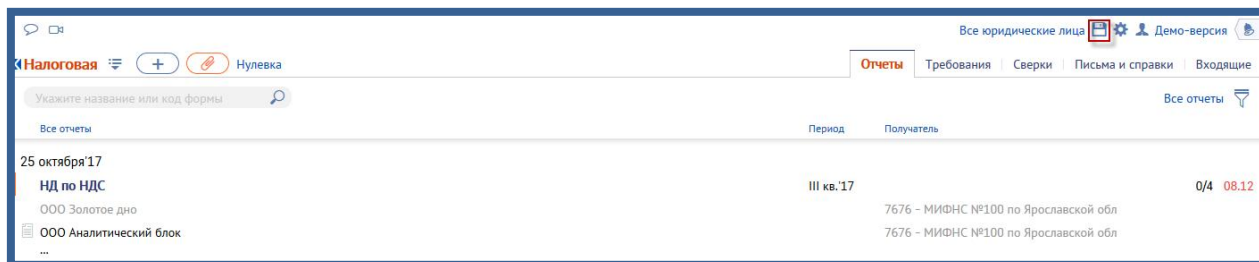 Все юридические лица Демо-версия
Налоговая + Нулевка Отчеты Требования Сверки Письма и справки Входящие
Укажите название или код формы Все отчеты
Все отчеты Период Получатель
25 октября'17
НД по НДС III кв.'17 0/4 08.12
ООО Золотое дно 7676 - МИФНС №100 по Ярославской обл
ООО Аналитический блок 7676 - МИФНС №100 по Ярославской обл
...